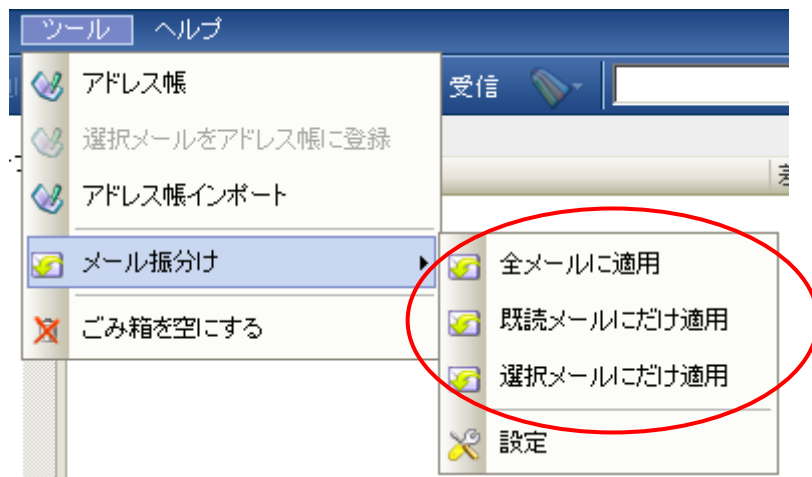 ツール ヘルプ
アドレス帳
受信
選択メールをアドレス帳に登録
アドレス帳インポート
メール振分け
全メールに適用
既読メールにだけ適用
ごみ箱を空にする
選択メールにだけ適用
設定